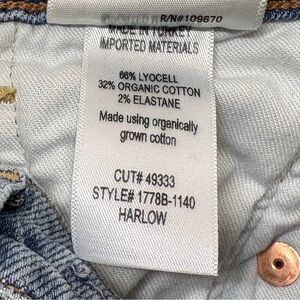 R/N#109670
MADE IN TURKEY
IMPORTED MATERIALS
66% LYOCELL
32% ORGANIC COTTON
2% ELASTANE
Made using organically
grown cotton
CUT# 49333
STYLE# 1778B-1140
HARLOW